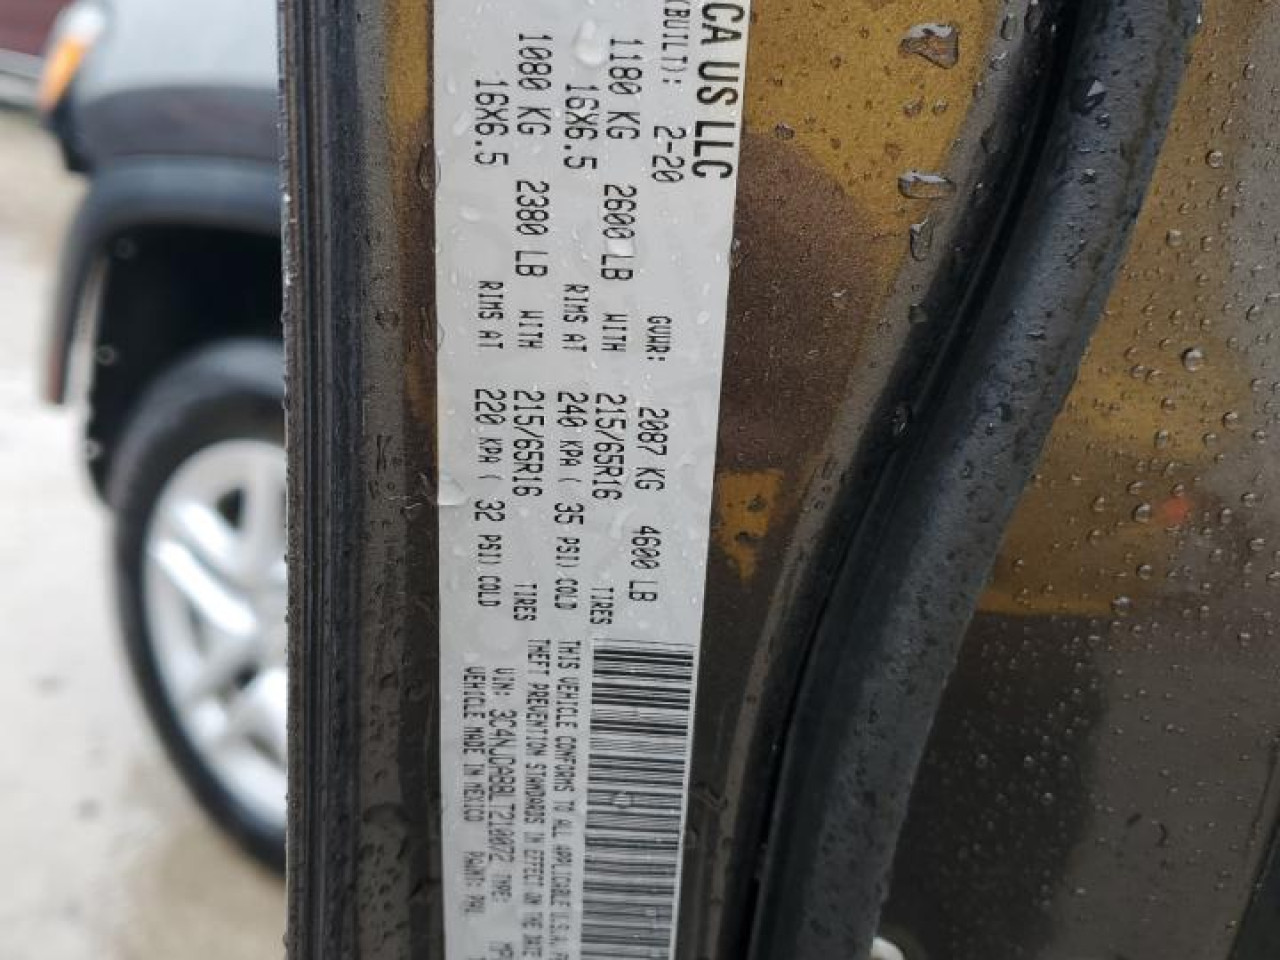 CA US LLC
(BUILT): 2-20 GVWR: 2087 KG 4600 LB
1180 KG 2600 LB WITH 215/65R16 TIRES
16X6.5 RIMS AT 240 KPA ( 35 PSI) COLD
1080 KG 2380 LB WITH 215/65R16 TIRES
16X6.5 RIMS AT 220 KPA ( 32 PSI) COLD
THIS VEHICLE CONFORMS TO ALL APPLICABLE U.S.A.
THEFT PREVENTION STANDARDS IN EFFECT ON THE DATE
VIN: 3C4NJDABBLT210072 TYPE: MP
VEHICLE MADE IN MEXICO PAINT: PAU